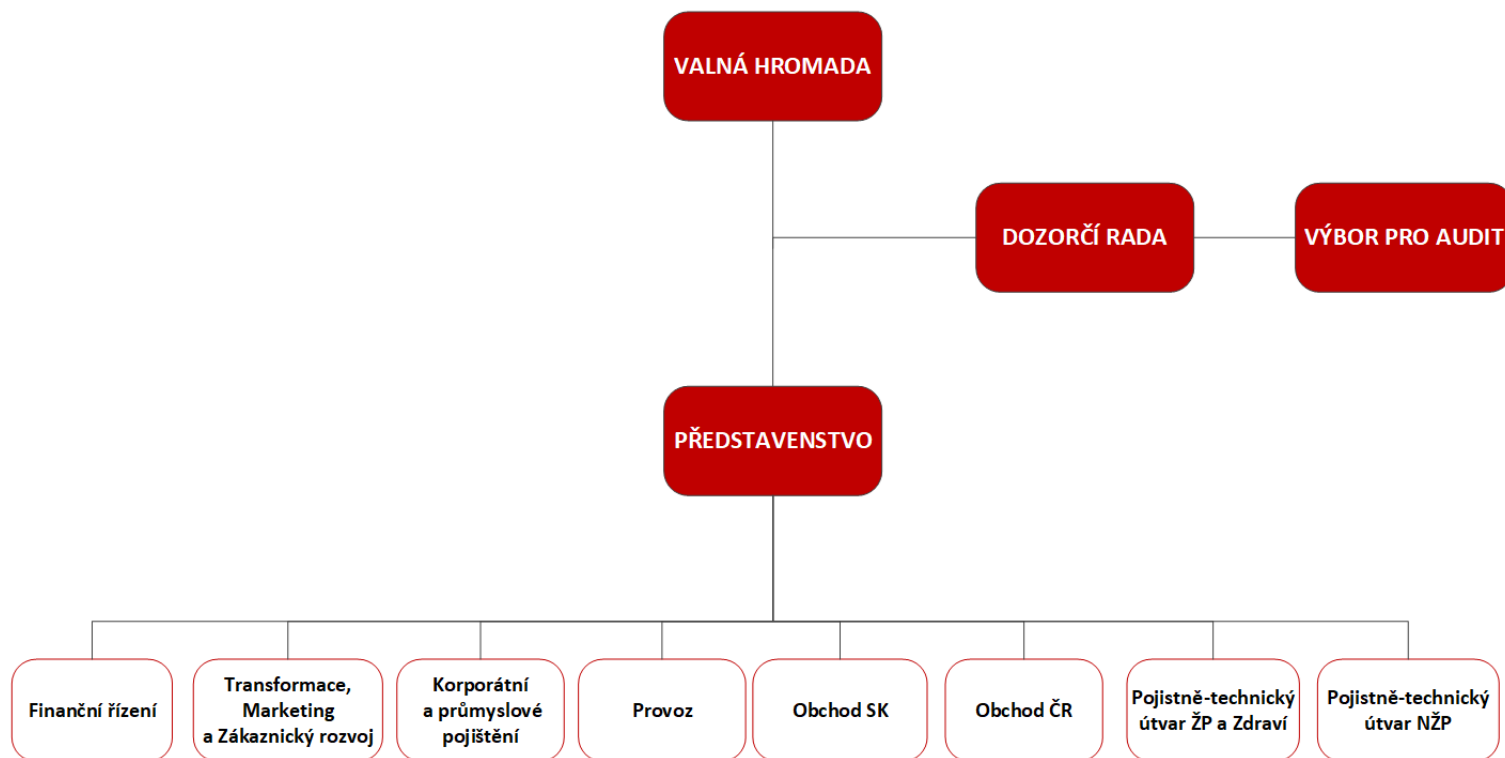 VALNÁ HROMADA
DOZORČÍ RADA
VÝBOR PRO AUDIT
PŘEDSTAVENSTVO
Finanční řízení
Transformace,
Marketing
a Zákaznický rozvoj
Korporátní
a průmyslové
pojištění
Provoz
Obchod SK
Obchod ČR
Pojistně-technický
útvar ŽP a Zdraví
Pojistně-technický
útvar NŽP